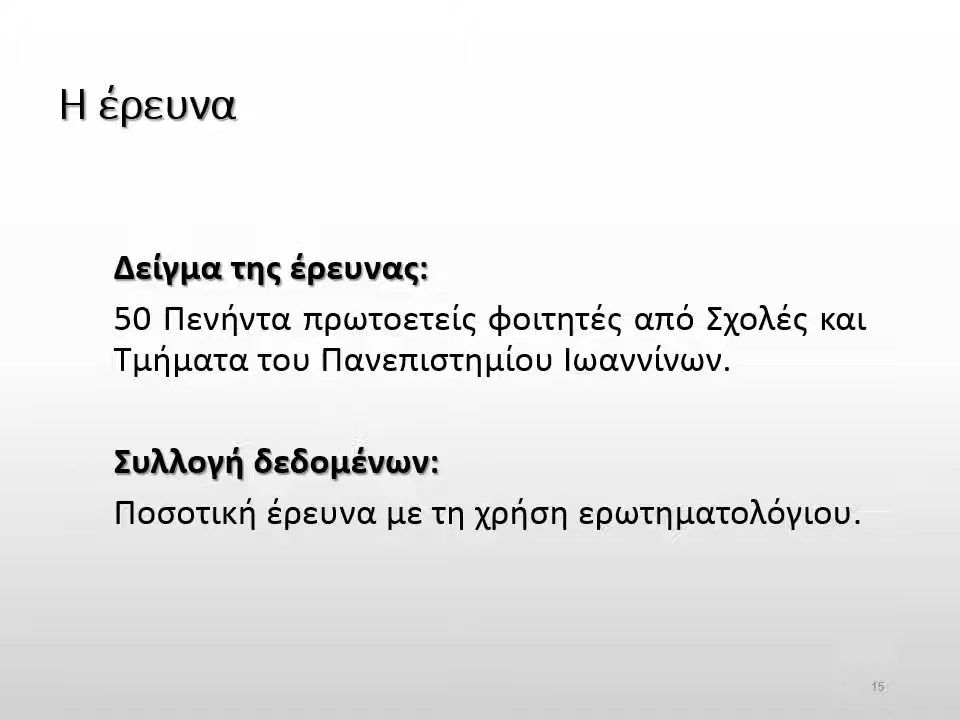 Η έρευνα
Δείγμα της έρευνας:
50 Πενήντα πρωτοετείς φοιτητές από Σχολές και
Τμήματα του Πανεπιστημίου Ιωαννίνων.
Συλλογή δεδομένων:
Ποσοτική έρευνα με τη χρήση ερωτηματολόγιου.
15